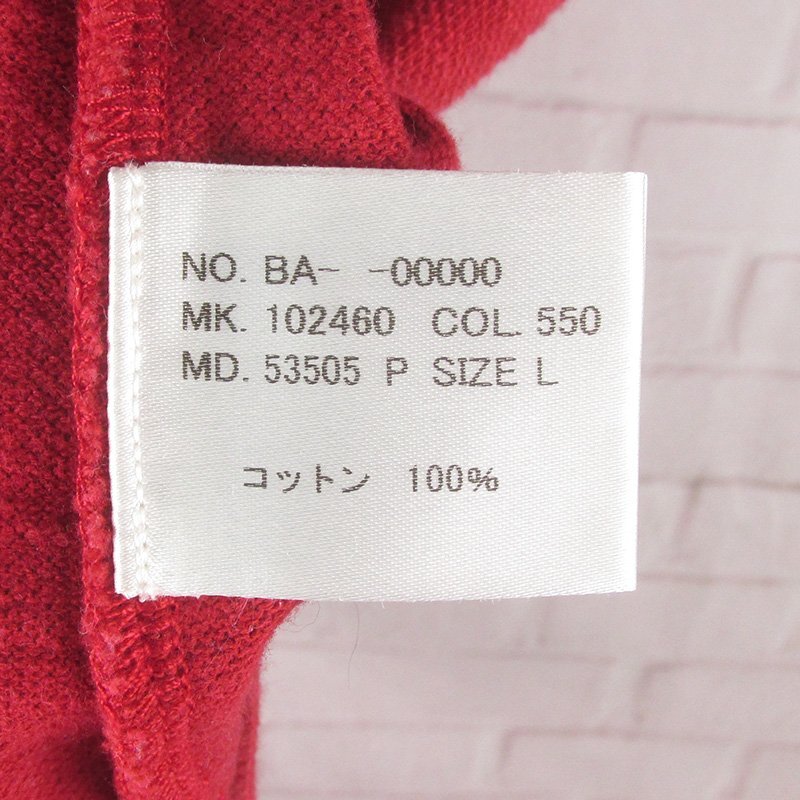 NO. BA- -00000
MK. 102460 COL. 550
MD. 53505 P SIZE L
コットン 100%